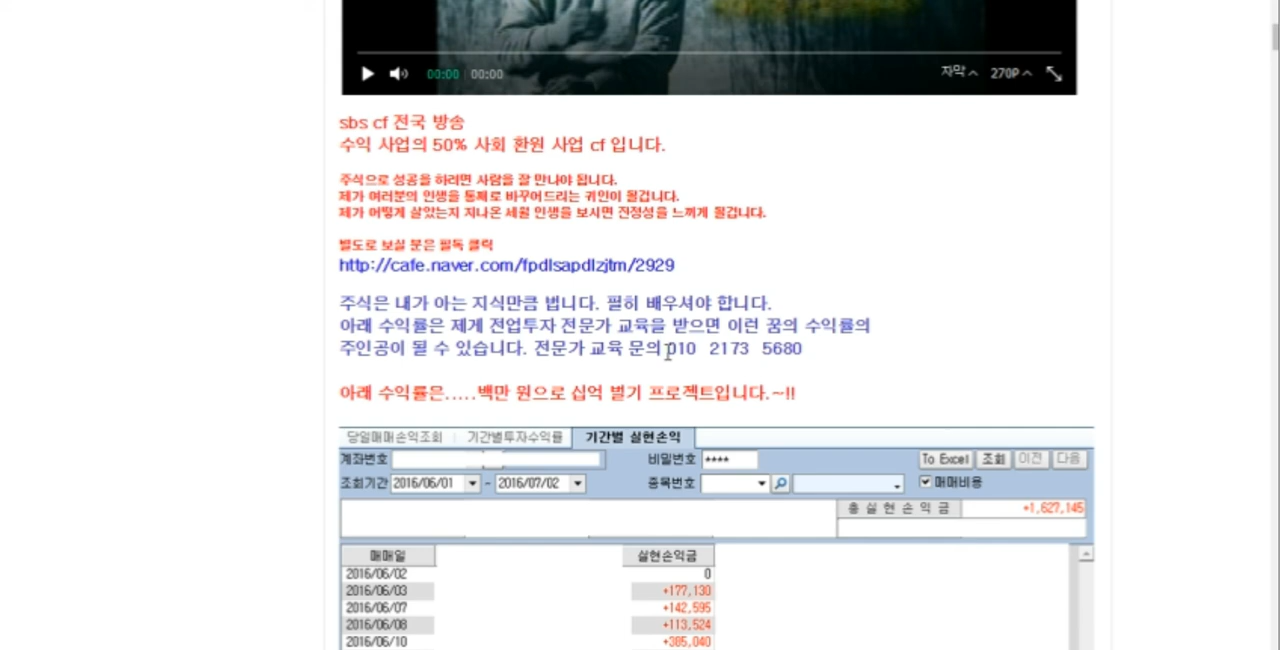 00:00 00:00 자막 270P
sbs cf 전국 방송
수익 사업의 50% 사회 환원 사업 cf 입니다.
주식으로 성공을 하려면 사람을 잘 만나야 됩니다.
제가 여러분의 인생을 통째로 바꾸어드리는 귀인이 될겁니다.
제가 어떻게 살았는지 지나온 세월 인생을 보시면 진정성을 느끼게 될겁니다.
별도로 보실 분은 필독 클릭
http://cafe.naver.com/fpdlsapdlzjtm/2929
주식은 내가 아는 지식만큼 법니다. 필히 배우셔야 합니다.
아래 수익률은 제게 전업투자 전문가 교육을 받으면 이런 꿈의 수익률의
주인공이 될 수 있습니다. 전문가 교육 문의 010 2173 5680
아래 수익률은.....백만 원으로 십억 벌기 프로젝트입니다.~!!
당일매매손익조회 기간별투자수익률 기간별 실현손익
계좌번호 비밀번호 **** To Excel 조회 이전 다음
조회기간 2016/06/01 - 2016/07/02 종목번호 매매비용
총 실 현 손 익 금 +1,627,145
매매일 실현손익금
2016/06/02 0
2016/06/03 +177,130
2016/06/07 +142,595
2016/06/08 +113,524
2016/06/10 +385,040